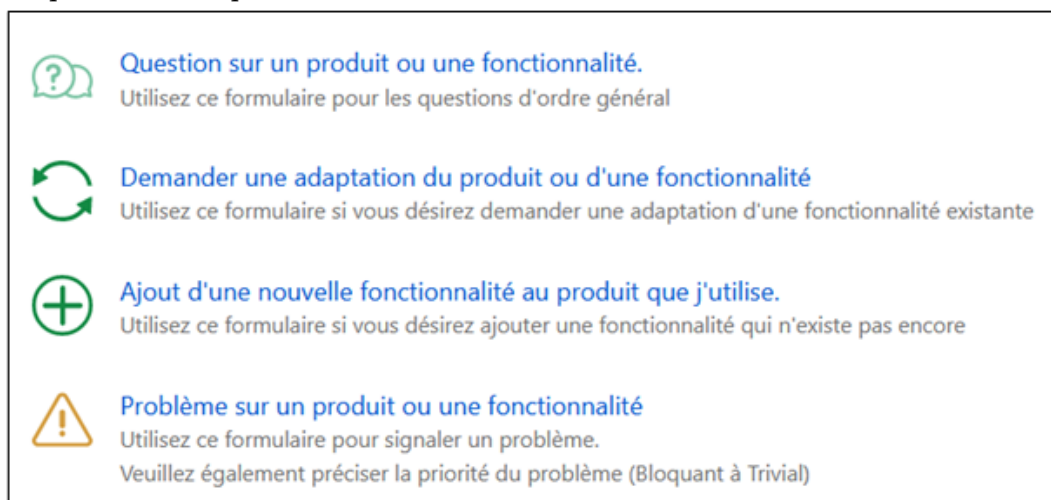 Question sur un produit ou une fonctionnalité.
Utilisez ce formulaire pour les questions d'ordre général
Demander une adaptation du produit ou d'une fonctionnalité
Utilisez ce formulaire si vous désirez demander une adaptation d'une fonctionnalité existante
Ajout d'une nouvelle fonctionnalité au produit que j'utilise.
Utilisez ce formulaire si vous désirez ajouter une fonctionnalité qui n'existe pas encore
Problème sur un produit ou une fonctionnalité
Utilisez ce formulaire pour signaler un problème.
Veuillez également préciser la priorité du problème (Bloquant à Trivial)